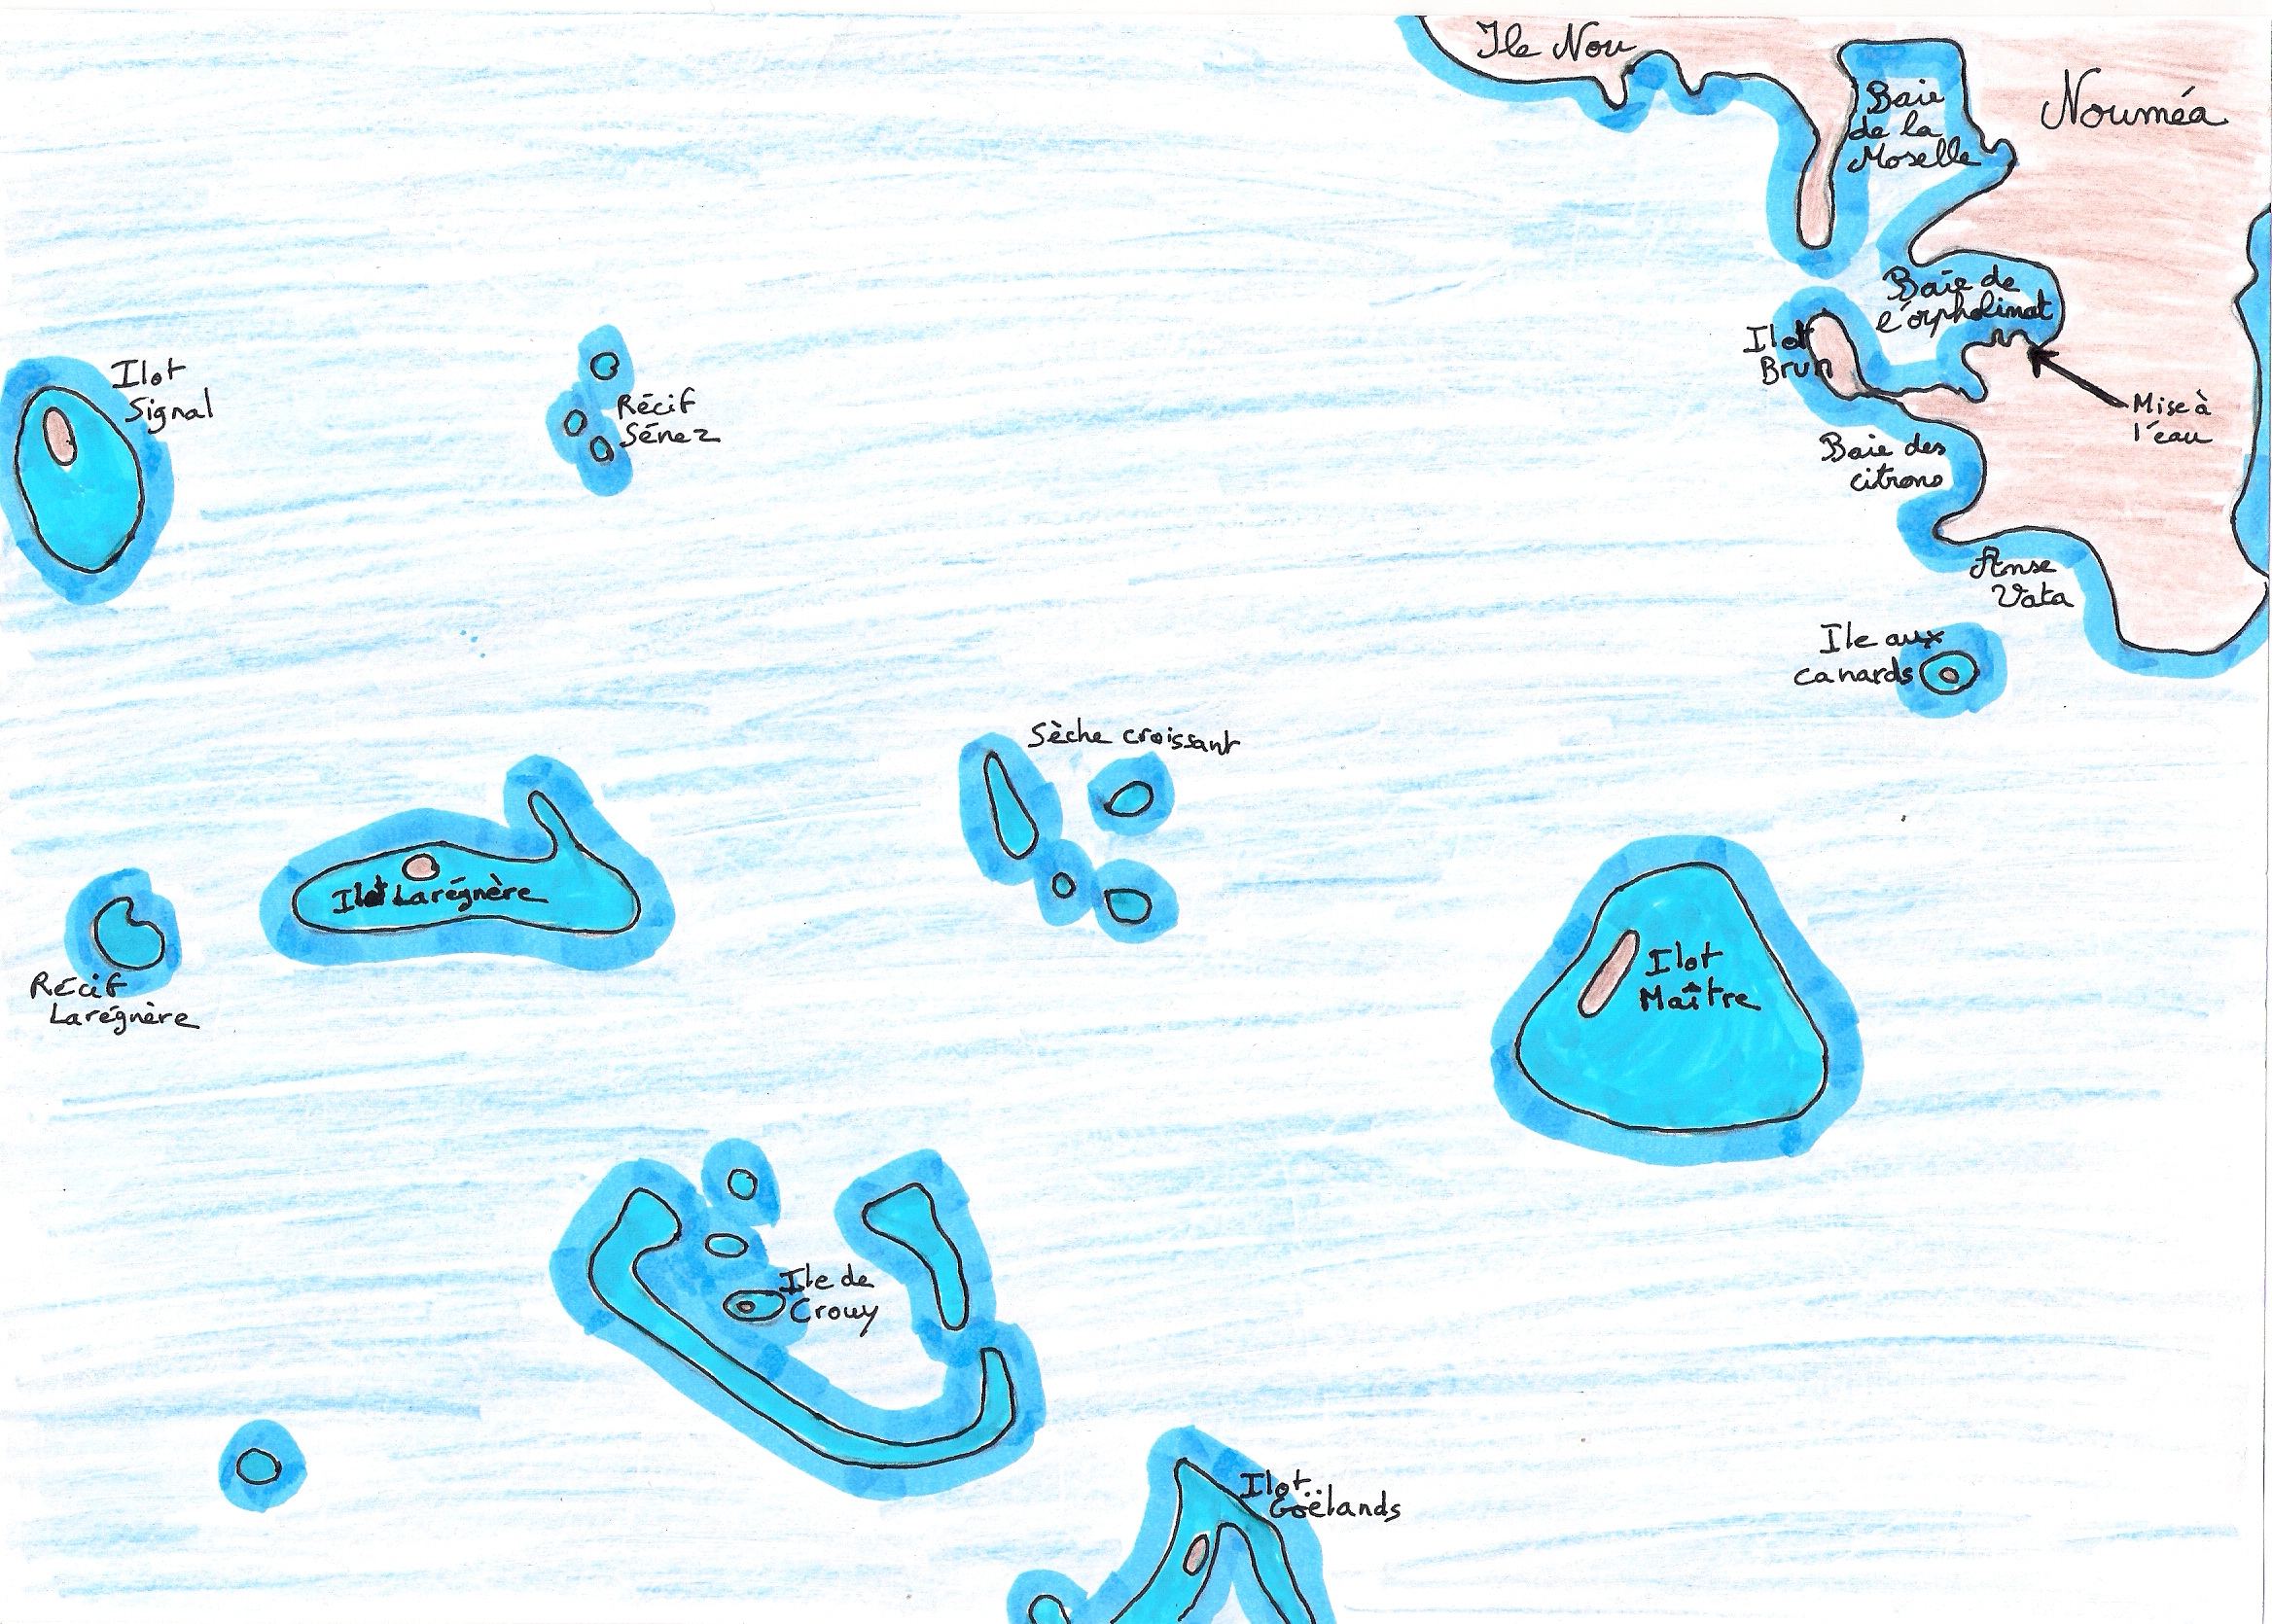 Ile Nou
Nouméa
Baie
de la
Moselle
Baie de
l'orphelinat
Ilot
Brun
Mise à
l'eau
Baie des
citrons
Anse
Vata
Ile aux
canards
Ilot
Signal
Récif
Sénez
Sèche croissant
Ilot Larégnère
Récif
Larégnère
Ilot
Maître
Ile de
Crouy
Ilot
Goëlands